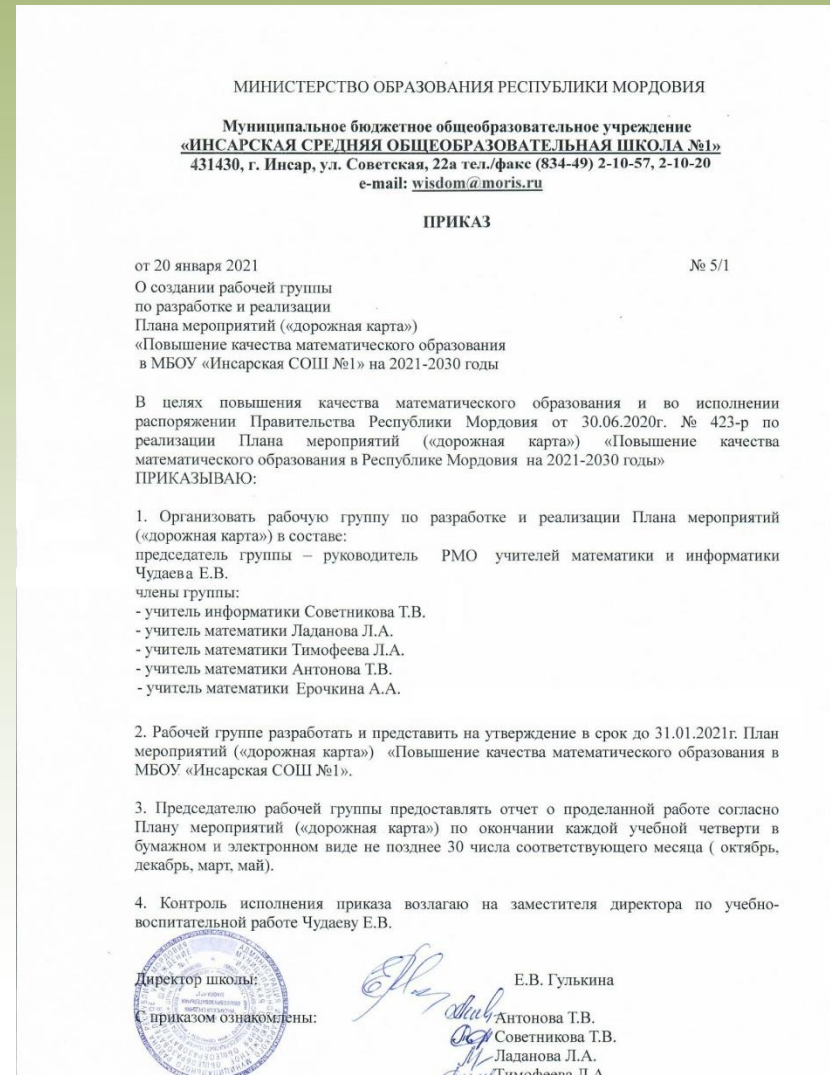 МИНИСТЕРСТВО ОБРАЗОВАНИЯ РЕСПУБЛИКИ МОРДОВИЯ
Муниципальное бюджетное общеобразовательное учреждение
«ИНСАРСКАЯ СРЕДНЯЯ ОБЩЕОБРАЗОВАТЕЛЬНАЯ ШКОЛА №1»
431430, г. Инсар, ул. Советская, 22а тел./факс (834-49) 2-10-57, 2-10-20
e-mail: wisdom@moris.ru
ПРИКАЗ
от 20 января 2021 № 5/1
О создании рабочей группы
по разработке и реализации
Плана мероприятий («дорожная карта»)
«Повышение качества математического образования
в МБОУ «Инсарская СОШ №1» на 2021-2030 годы
В целях повышения качества математического образования и во исполнении
распоряжении Правительства Республики Мордовия от 30.06.2020г. № 423-р по
реализации Плана мероприятий («дорожная карта») «Повышение качества
математического образования в Республике Мордовия на 2021-2030 годы»
ПРИКАЗЫВАЮ:
1. Организовать рабочую группу по разработке и реализации Плана мероприятий
(«дорожная карта») в составе:
председатель группы – руководитель РМО учителей математики и информатики
Чудаева Е.В.
члены группы:
- учитель информатики Советникова Т.В.
- учитель математики Ладанова Л.А.
- учитель математики Тимофеева Л.А.
- учитель математики Антонова Т.В.
- учитель математики Ерочкина А.А.
2. Рабочей группе разработать и представить на утверждение в срок до 31.01.2021г. План
мероприятий («дорожная карта») «Повышение качества математического образования в
МБОУ «Инсарская СОШ №1».
3. Председателю рабочей группы предоставлять отчет о проделанной работе согласно
Плану мероприятий («дорожная карта») по окончании каждой учебной четверти в
бумажном и электронном виде не позднее 30 числа соответствующего месяца ( октябрь,
декабрь, март, май).
4. Контроль исполнения приказа возлагаю на заместителя директора по учебно-
воспитательной работе Чудаеву Е.В.
Директор школы: Е.В. Гулькина
С приказом ознакомлены: Антонова Т.В.
Советникова Т.В.
Ладанова Л.А.
Тимофеева Л.А.